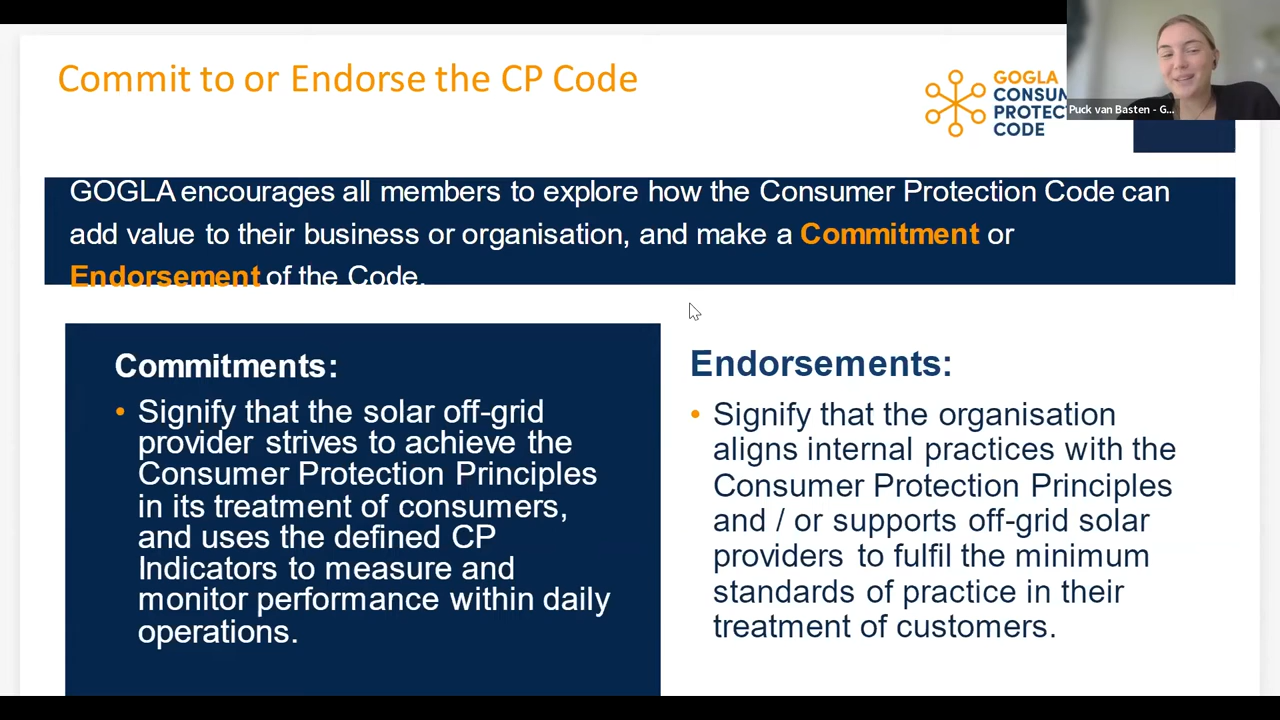 Commit to or Endorse the CP Code
GOGLA
CONSUM
PROTEC
CODE
Puck van Basten - G...
GOGLA encourages all members to explore how the Consumer Protection Code can
add value to their business or organisation, and make a Commitment or
Endorsement of the Code.
Commitments:
• Signify that the solar off-grid
provider strives to achieve the
Consumer Protection Principles
in its treatment of consumers,
and uses the defined CP
Indicators to measure and
monitor performance within daily
operations.
Endorsements:
• Signify that the organisation
aligns internal practices with the
Consumer Protection Principles
and / or supports off-grid solar
providers to fulfil the minimum
standards of practice in their
treatment of customers.